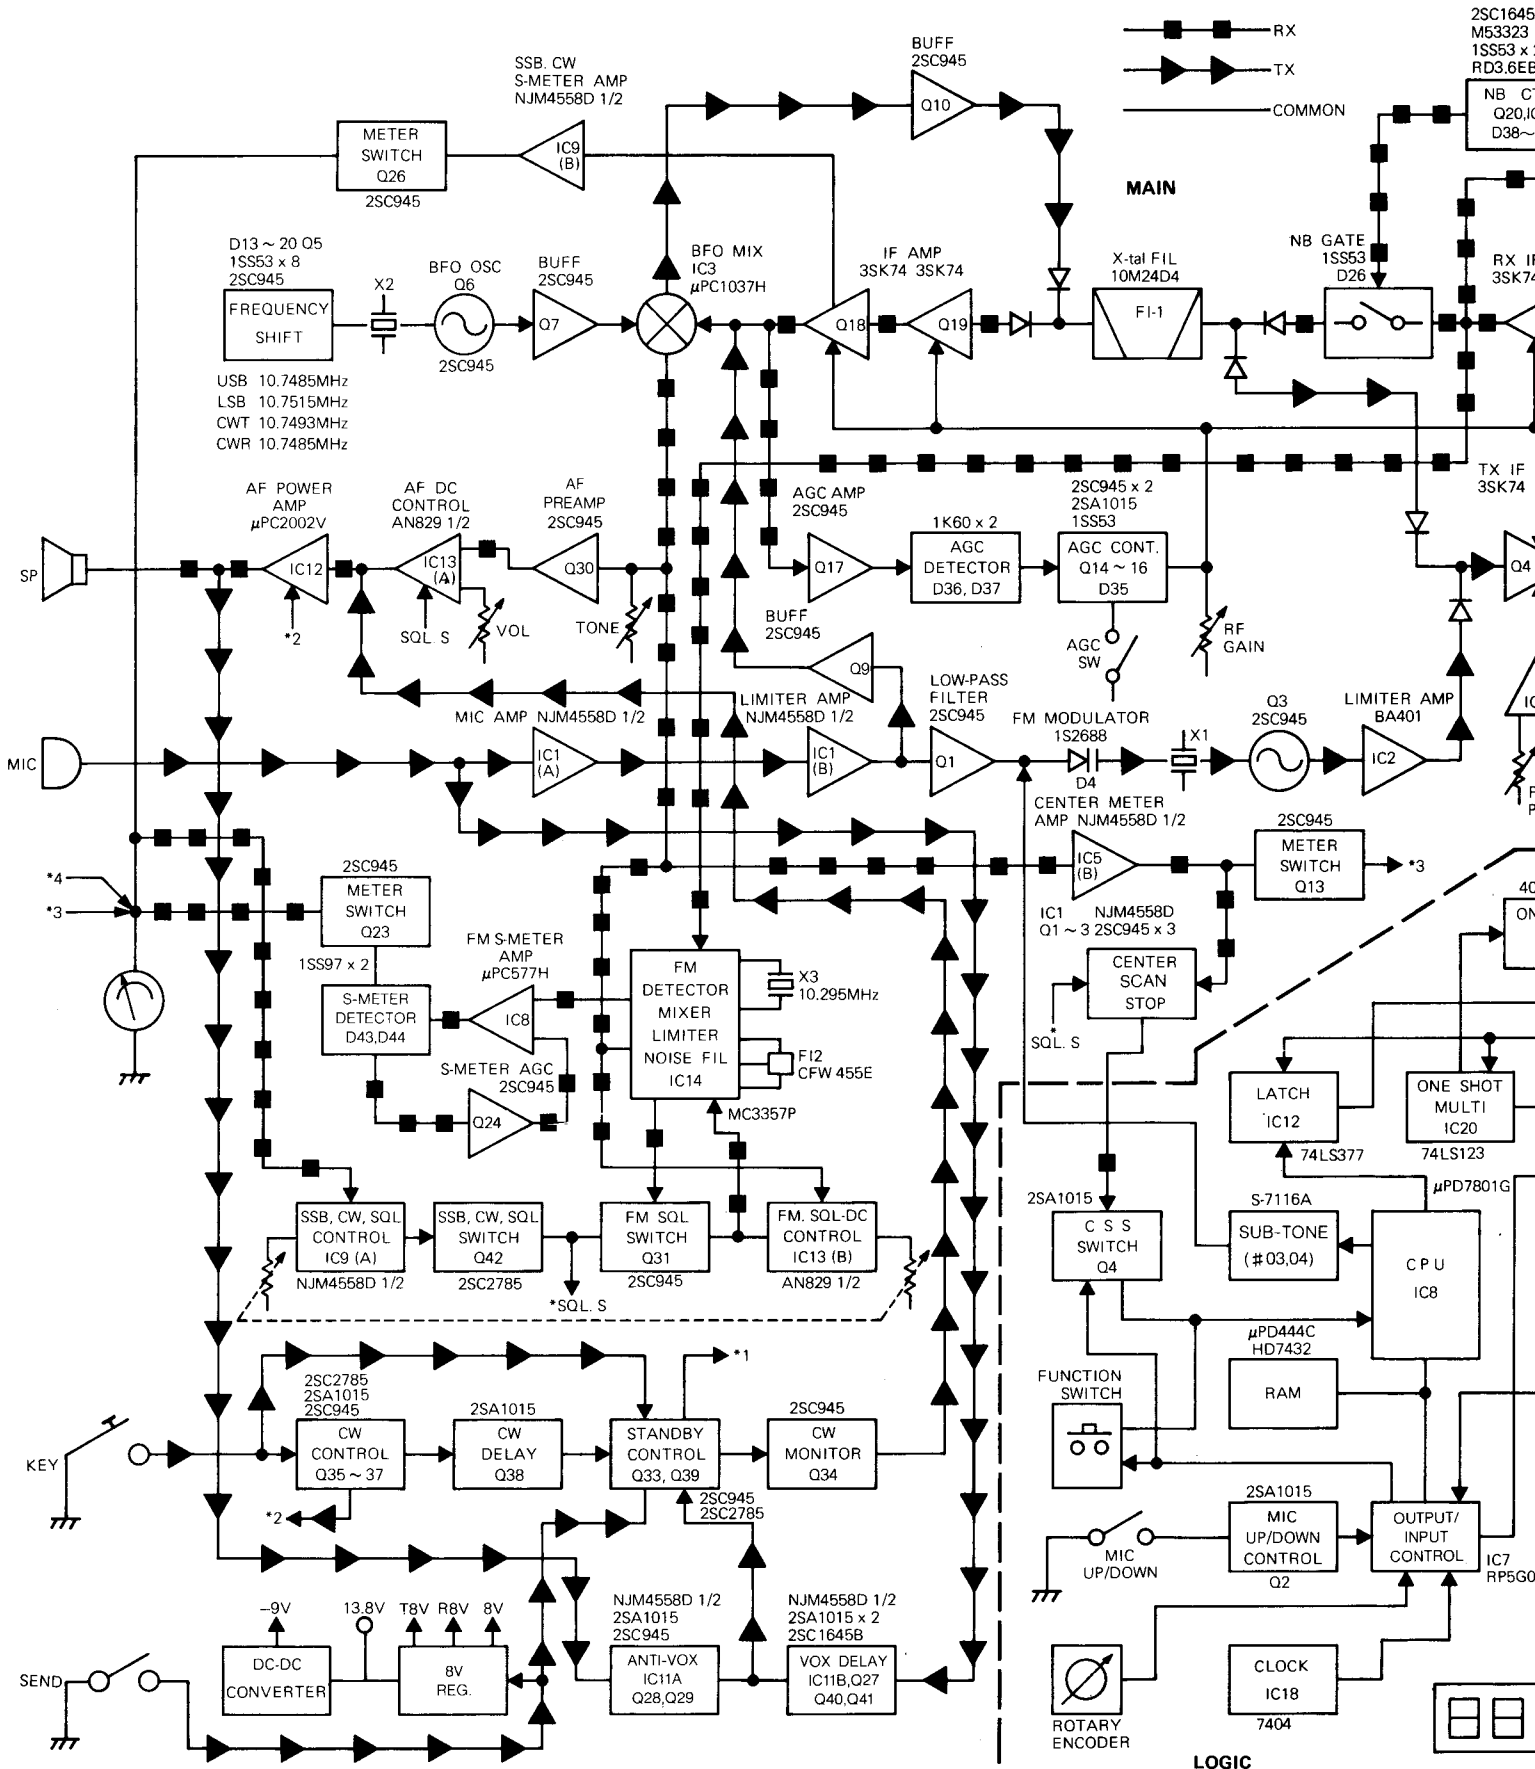 RX
TX
COMMON
2SC1645
M53323
1SS53 x
RD3.6EB
NB
Q20,
D38~
BUFF
2SC945
Q10
SSB. CW
S-METER AMP
NJM4558D 1/2
IC9
(B)
METER
SWITCH
Q26
2SC945
MAIN
D13 ~ 20 Q5
1SS53 x 8
2SC945
FREQUENCY
SHIFT
X2
BFO OSC
Q6
2SC945
BUFF
2SC945
Q7
BFO MIX
IC3
µPC1037H
IF AMP
3SK74 3SK74
Q18
Q19
X-tal FIL
10M24D4
FI-1
NB GATE
1SS53
D26
RX IF
3SK74
USB 10.7485MHz
LSB 10.7515MHz
CWT 10.7493MHz
CWR 10.7485MHz
TX IF
3SK74
Q4
AF POWER
AMP
µPC2002V
IC12
AF DC
CONTROL
AN829 1/2
IC13
(A)
AF
PREAMP
2SC945
Q30
AGC AMP
2SC945
Q17
1K60 x 2
AGC
DETECTOR
D36, D37
2SC945 x 2
2SA1015
1SS53
AGC CONT.
Q14 ~ 16
D35
SP
*2
SQL. S
VOL
TONE
BUFF
2SC945
Q9
AGC
SW
RF
GAIN
MIC
MIC AMP NJM4558D 1/2
IC1
(A)
LIMITER AMP
NJM4558D 1/2
IC1
(B)
LOW-PASS
FILTER
2SC945
Q1
FM MODULATOR
1S2688
D4
X1
Q3
2SC945
LIMITER AMP
BA401
IC2
CENTER METER
AMP NJM4558D 1/2
IC5
(B)
2SC945
METER
SWITCH
Q13
*3
*4
*3
2SC945
METER
SWITCH
Q23
1SS97 x 2
S-METER
DETECTOR
D43,D44
FM S-METER
AMP
µPC577H
IC8
S-METER AGC
2SC945
Q24
FM
DETECTOR
MIXER
LIMITER
NOISE FIL
IC14
MC3357P
X3
10.295MHz
FI2
CFW 455E
IC1 NJM4558D
Q1 ~ 3 2SC945 x 3
CENTER
SCAN
STOP
*
SQL. S
LATCH
IC12
74LS377
ONE SHOT
MULTI
IC20
74LS123
SSB, CW, SQL
CONTROL
IC9 (A)
NJM4558D 1/2
SSB, CW, SQL
SWITCH
Q42
2SC2785
FM SQL
SWITCH
Q31
2SC945
FM. SQL-DC
CONTROL
IC13 (B)
AN829 1/2
*SQL. S
2SA1015
C S S
SWITCH
Q4
S-7116A
SUB-TONE
(#03,04)
µPD7801G
CPU
IC8
µPD444C
HD7432
RAM
FUNCTION
SWITCH
KEY
2SC2785
2SA1015
2SC945
CW
CONTROL
Q35 ~ 37
*2
2SA1015
CW
DELAY
Q38
STANDBY
CONTROL
Q33, Q39
*1
2SC945
2SC2785
2SC945
CW
MONITOR
Q34
MIC
UP/DOWN
2SA1015
MIC
UP/DOWN
CONTROL
Q2
OUTPUT/
INPUT
CONTROL
IC7
RP5G0
SEND
-9V
13.8V
T8V
R8V
8V
DC-DC
CONVERTER
8V
REG.
NJM4558D 1/2
2SA1015
2SC945
ANTI-VOX
IC11A
Q28,Q29
NJM4558D 1/2
2SA1015 x 2
2SC1645B
VOX DELAY
IC11B,Q27
Q40,Q41
ROTARY
ENCODER
CLOCK
IC18
7404
LOGIC